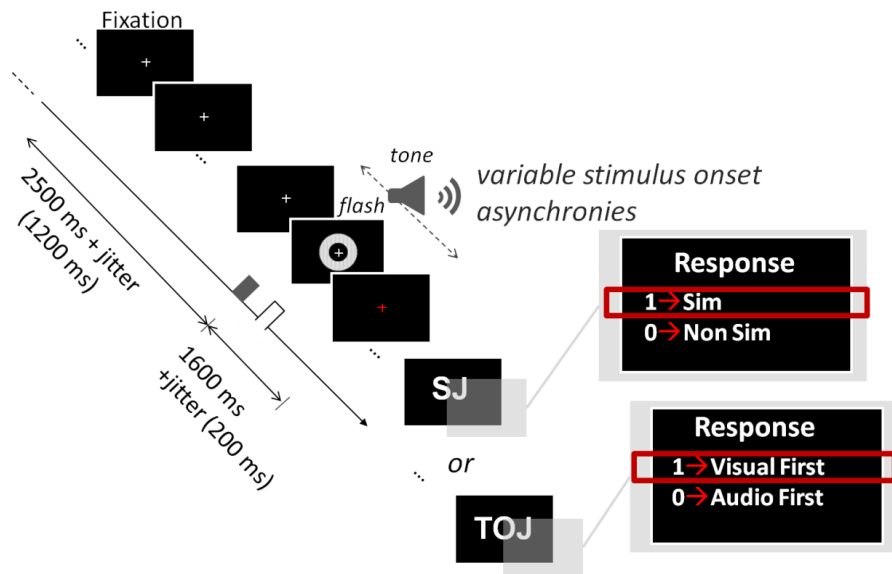 Fixation
...
...
tone
flash
variable stimulus onset
asynchronies
2500 ms + jitter
(1200 ms)
1600 ms
+jitter (200 ms)
...
SJ
Response
1→Sim
0→Non Sim
... or
TOJ
Response
1→Visual First
0→Audio First